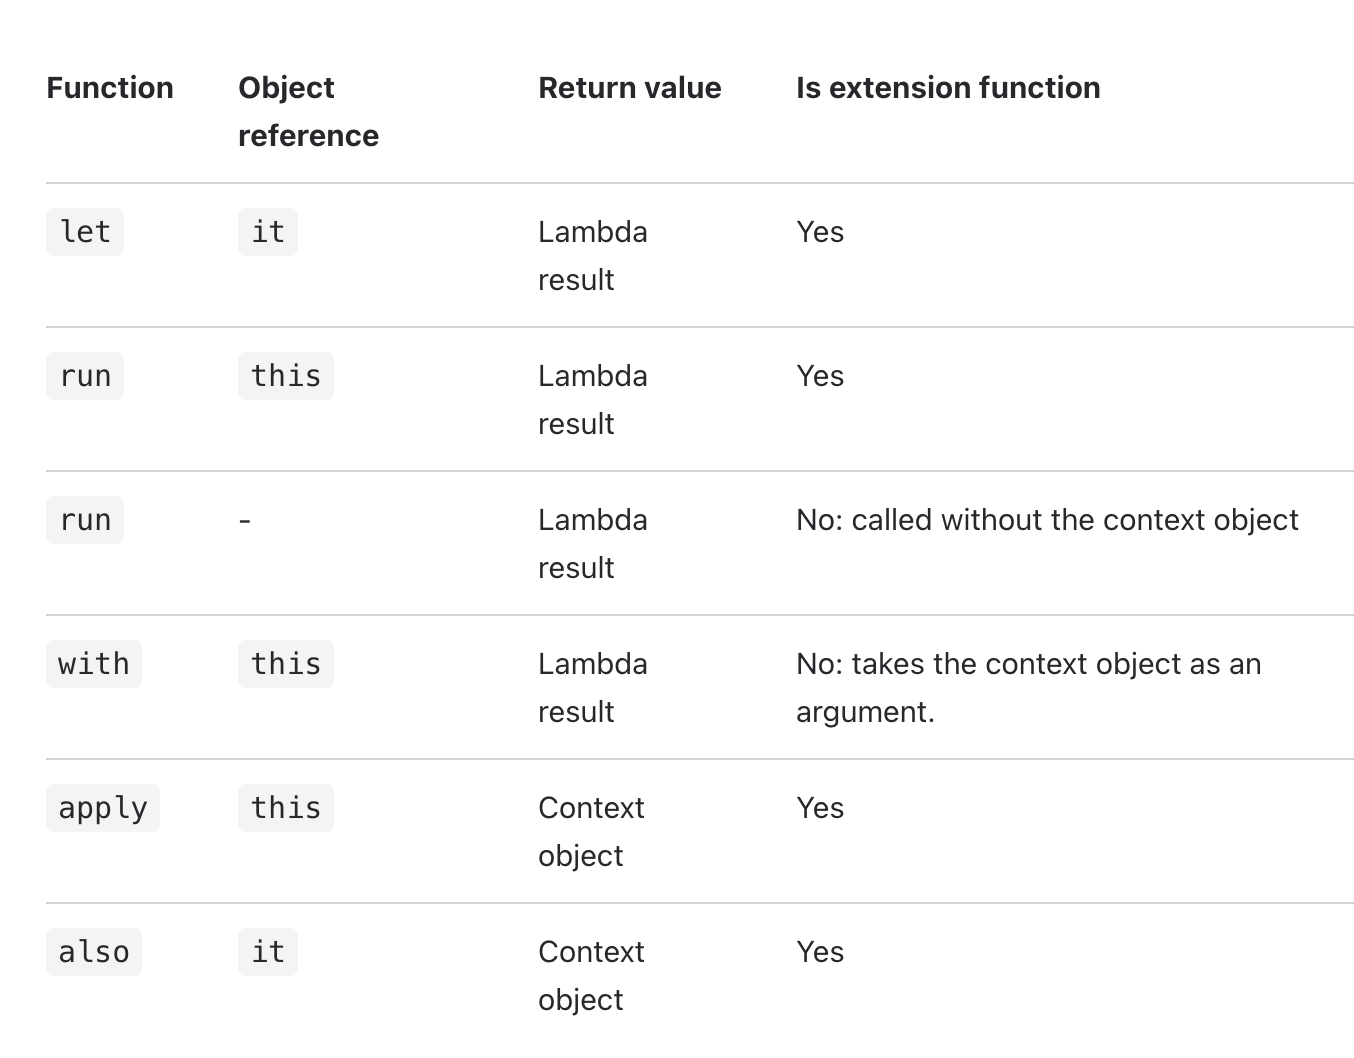 Function Object reference Return value Is extension function
let it Lambda result Yes
run this Lambda result Yes
run - Lambda result No: called without the context object
with this Lambda result No: takes the context object as an argument.
apply this Context object Yes
also it Context object Yes